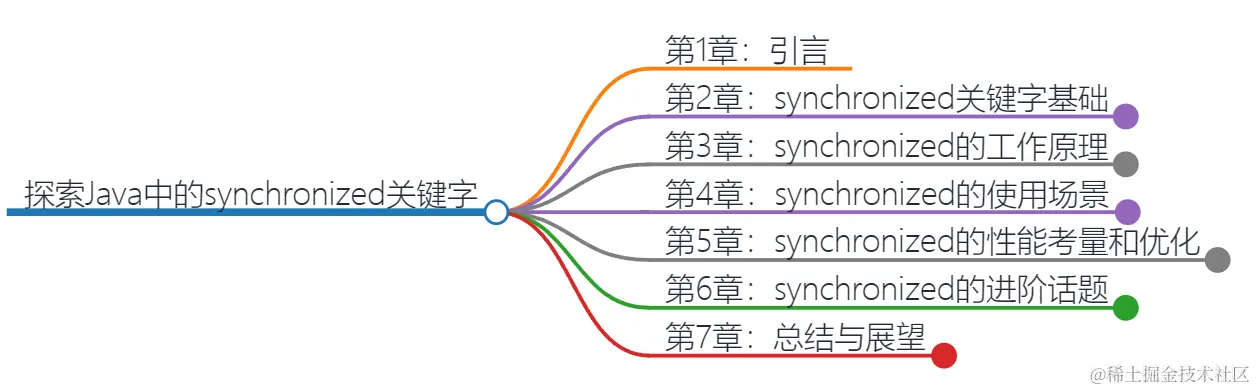 探索Java中的synchronized关键字
第1章：引言
第2章：synchronized关键字基础
第3章：synchronized的工作原理
第4章：synchronized的使用场景
第5章：synchronized的性能考量和优化
第6章：synchronized的进阶话题
第7章：总结与展望
@稀土掘金技术社区